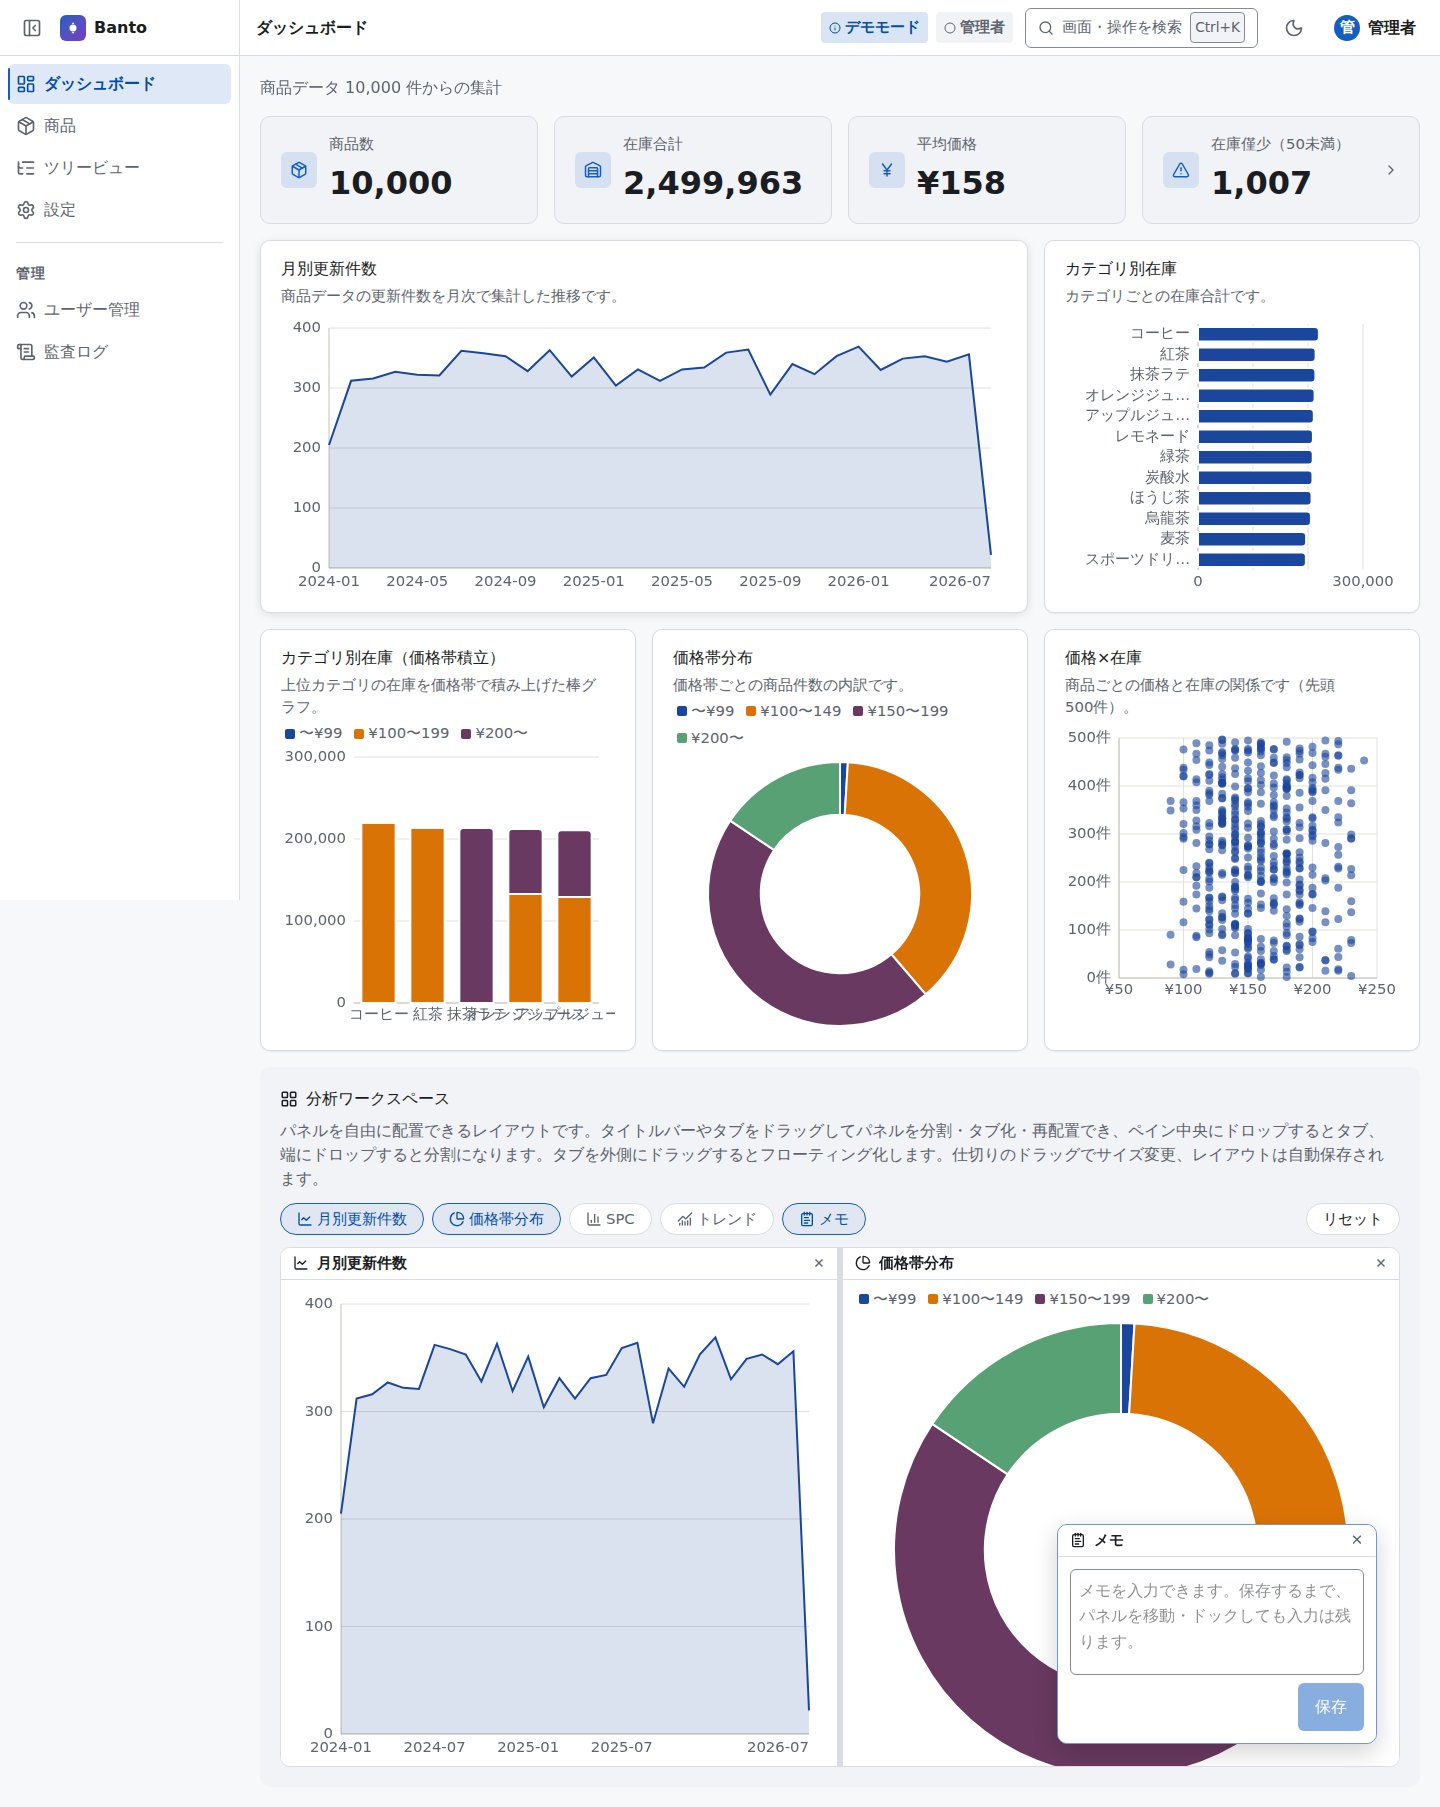 Banto
ダッシュボード
デモモード
管理者
画面・操作を検索 Ctrl+K
管 管理者
ダッシュボード
商品
ツリービュー
設定
管理
ユーザー管理
監査ログ
商品データ 10,000 件からの集計
商品数
10,000
在庫合計
2,499,963
平均価格
¥158
在庫僅少（50未満）
1,007
月別更新件数
商品データの更新件数を月次で集計した推移です。
400
300
200
100
0
2024-01 2024-05 2024-09 2025-01 2025-05 2025-09 2026-01 2026-07
カテゴリ別在庫
カテゴリごとの在庫合計です。
コーヒー
紅茶
抹茶ラテ
オレンジジュ…
アップルジュ…
レモネード
緑茶
炭酸水
ほうじ茶
烏龍茶
麦茶
スポーツドリ…
0 300,000
カテゴリ別在庫（価格帯積立）
上位カテゴリの在庫を価格帯で積み上げた棒グ
ラフ。
〜¥99 ¥100〜199 ¥200〜
300,000
200,000
100,000
0
コーヒー 紅茶
価格帯分布
価格帯ごとの商品件数の内訳です。
〜¥99 ¥100〜149 ¥150〜199
¥200〜
価格×在庫
商品ごとの価格と在庫の関係です（先頭
500件）。
500件
400件
300件
200件
100件
0件
¥50 ¥100 ¥150 ¥200 ¥250
分析ワークスペース
パネルを自由に配置できるレイアウトです。タイトルバーやタブをドラッグしてパネルを分割・タブ化・再配置でき、ペイン中央にドロップするとタブ、
端にドロップすると分割になります。タブを外側にドラッグするとフローティング化します。仕切りのドラッグでサイズ変更、レイアウトは自動保存され
ます。
月別更新件数 価格帯分布 SPC トレンド メモ リセット
月別更新件数
400
300
200
100
0
2024-01 2024-07 2025-01 2025-07 2026-07
価格帯分布
〜¥99 ¥100〜149 ¥150〜199 ¥200〜
メモ
メモを入力できます。保存するまで、
パネルを移動・ドックしても入力は残
ります。
保存